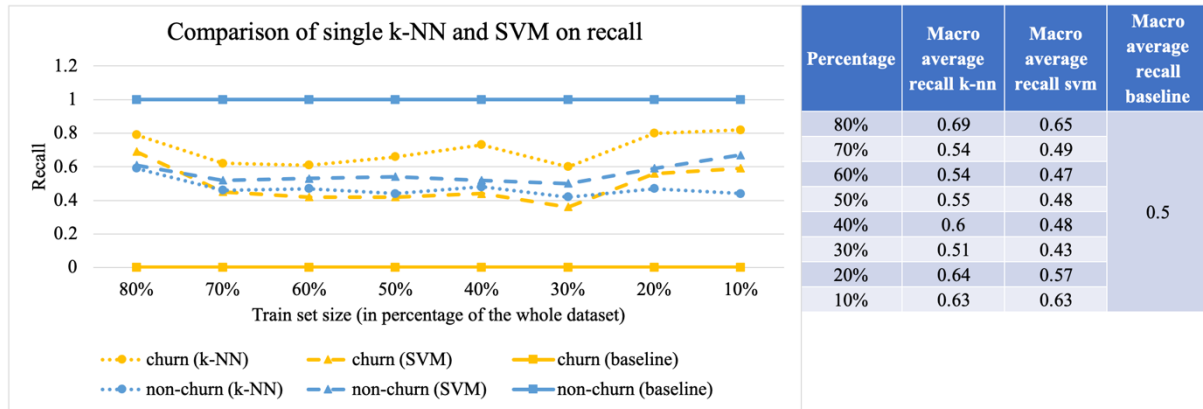 Comparison of single k-NN and SVM on recall
1.2
1
0.8
0.6
0.4
0.2
0
Recall
80% 70% 60% 50% 40% 30% 20% 10%
Train set size (in percentage of the whole dataset)
churn (k-NN) churn (SVM) churn (baseline)
non-churn (k-NN) non-churn (SVM) non-churn (baseline)
Percentage Macro average recall k-nn Macro average recall svm Macro average recall baseline
80% 0.69 0.65
70% 0.54 0.49
60% 0.54 0.47
50% 0.55 0.48
0.5
40% 0.6 0.48
30% 0.51 0.43
20% 0.64 0.57
10% 0.63 0.63